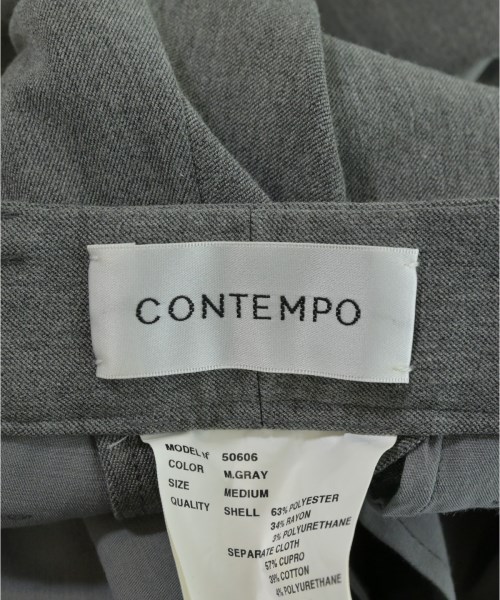 CONTEMPO
MODEL Nº 50606
COLOR M.GRAY
SIZE MEDIUM
QUALITY SHELL 63% POLYESTER
34% RAYON
3% POLYURETHANE
SEPARATE CLOTH
57% CUPRO
39% COTTON
4% POLYURETHANE